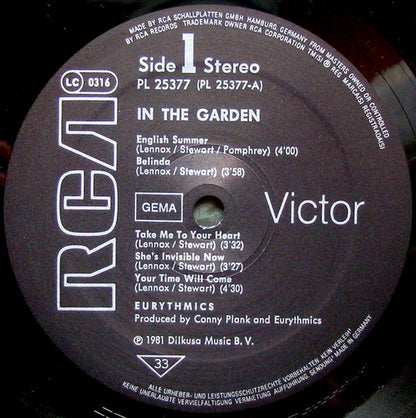 MADE BY RCA SCHALLPLATTEN GMBH HAMBURG, GERMANY FROM MASTERS OWNED OR CONTROLLED
BY RCA RECORDS TRADEMARK OWNER RCA CORPORATION TM(S) ® REG MARCA(S) REGISTRADA(S)
Side 1 Stereo
LC 0316
PL 25377 (PL 25377-A)
IN THE GARDEN
English Summer
(Lennox / Stewart / Pomphrey) (4'00)
Belinda
(Lennox / Stewart) (3'58)
RCA
GEMA
Victor
Take Me To Your Heart
(Lennox / Stewart) (3'32)
She's Invisible Now
(Lennox / Stewart) (3'27)
Your Time Will Come
(Lennox / Stewart) (4'30)
EURYTHMICS
Produced by Conny Plank and Eurythmics
℗ 1981 Dilkusa Music B. V.
33
ALLE URHEBER- UND LEISTUNGSSCHUTZRECHTE VORBEHALTEN. KEIN VERLEIH!
KEINE UNERLAUBTE VERVIELFÄLTIGUNG, VERMIETUNG, AUFFÜHRUNG, SENDUNG! MADE IN GERMANY